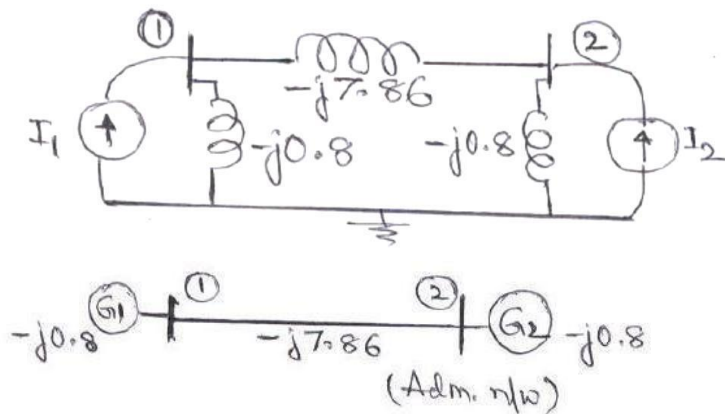 ① ②
-j7.86
I₁ -j0.8 -j0.8 I₂
① ②
G1 G2
-j0.8 -j7.86 -j0.8
(Adm. n/w)